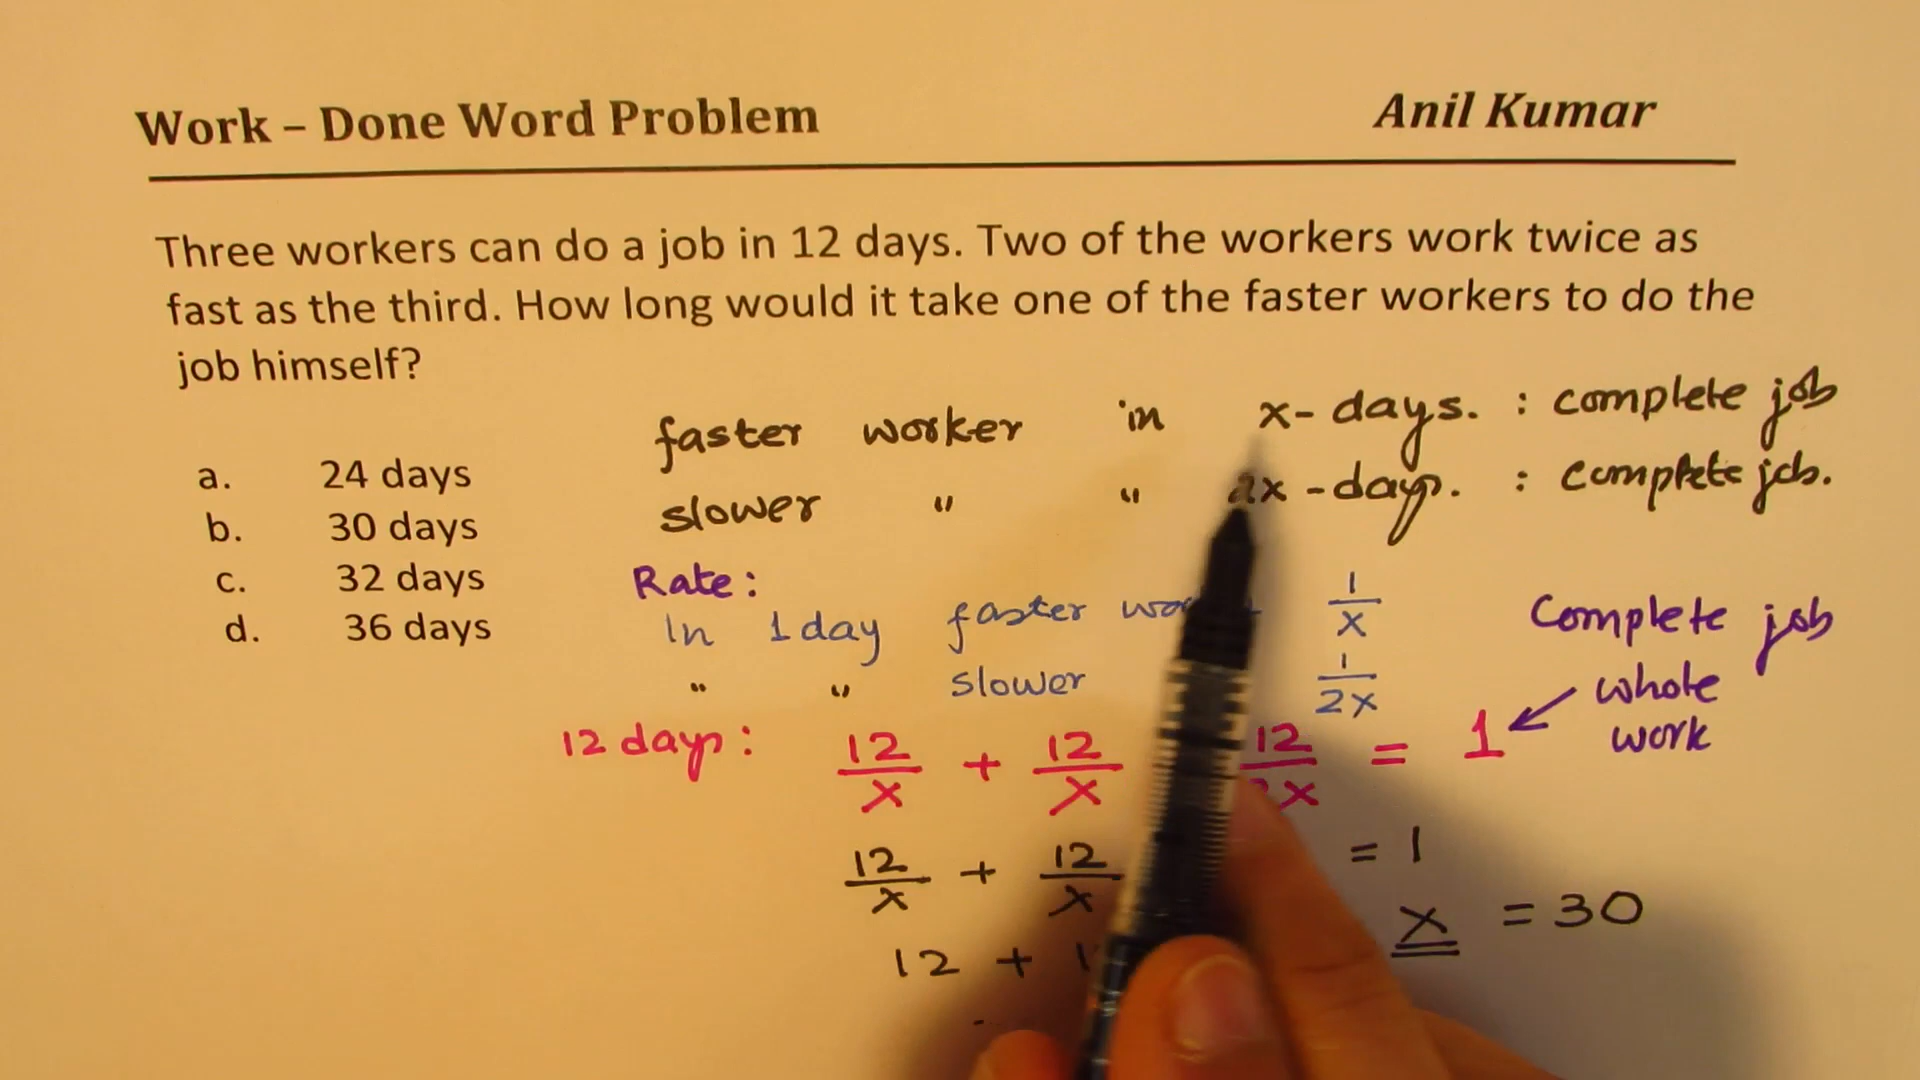 Work – Done Word Problem Anil Kumar
Three workers can do a job in 12 days. Two of the workers work twice as
fast as the third. How long would it take one of the faster workers to do the
job himself?
a. 24 days
b. 30 days
c. 32 days
d. 36 days
faster worker in x- days. : complete job
slower " " 2x - days. : complete job.
Rate:
In 1 day faster 1/x
" " slower 1/2x
Complete job
whole
work
12 days: 12/x + 12/x 12/2x = 1
12/x + 12/x = 1
12 + x = 30